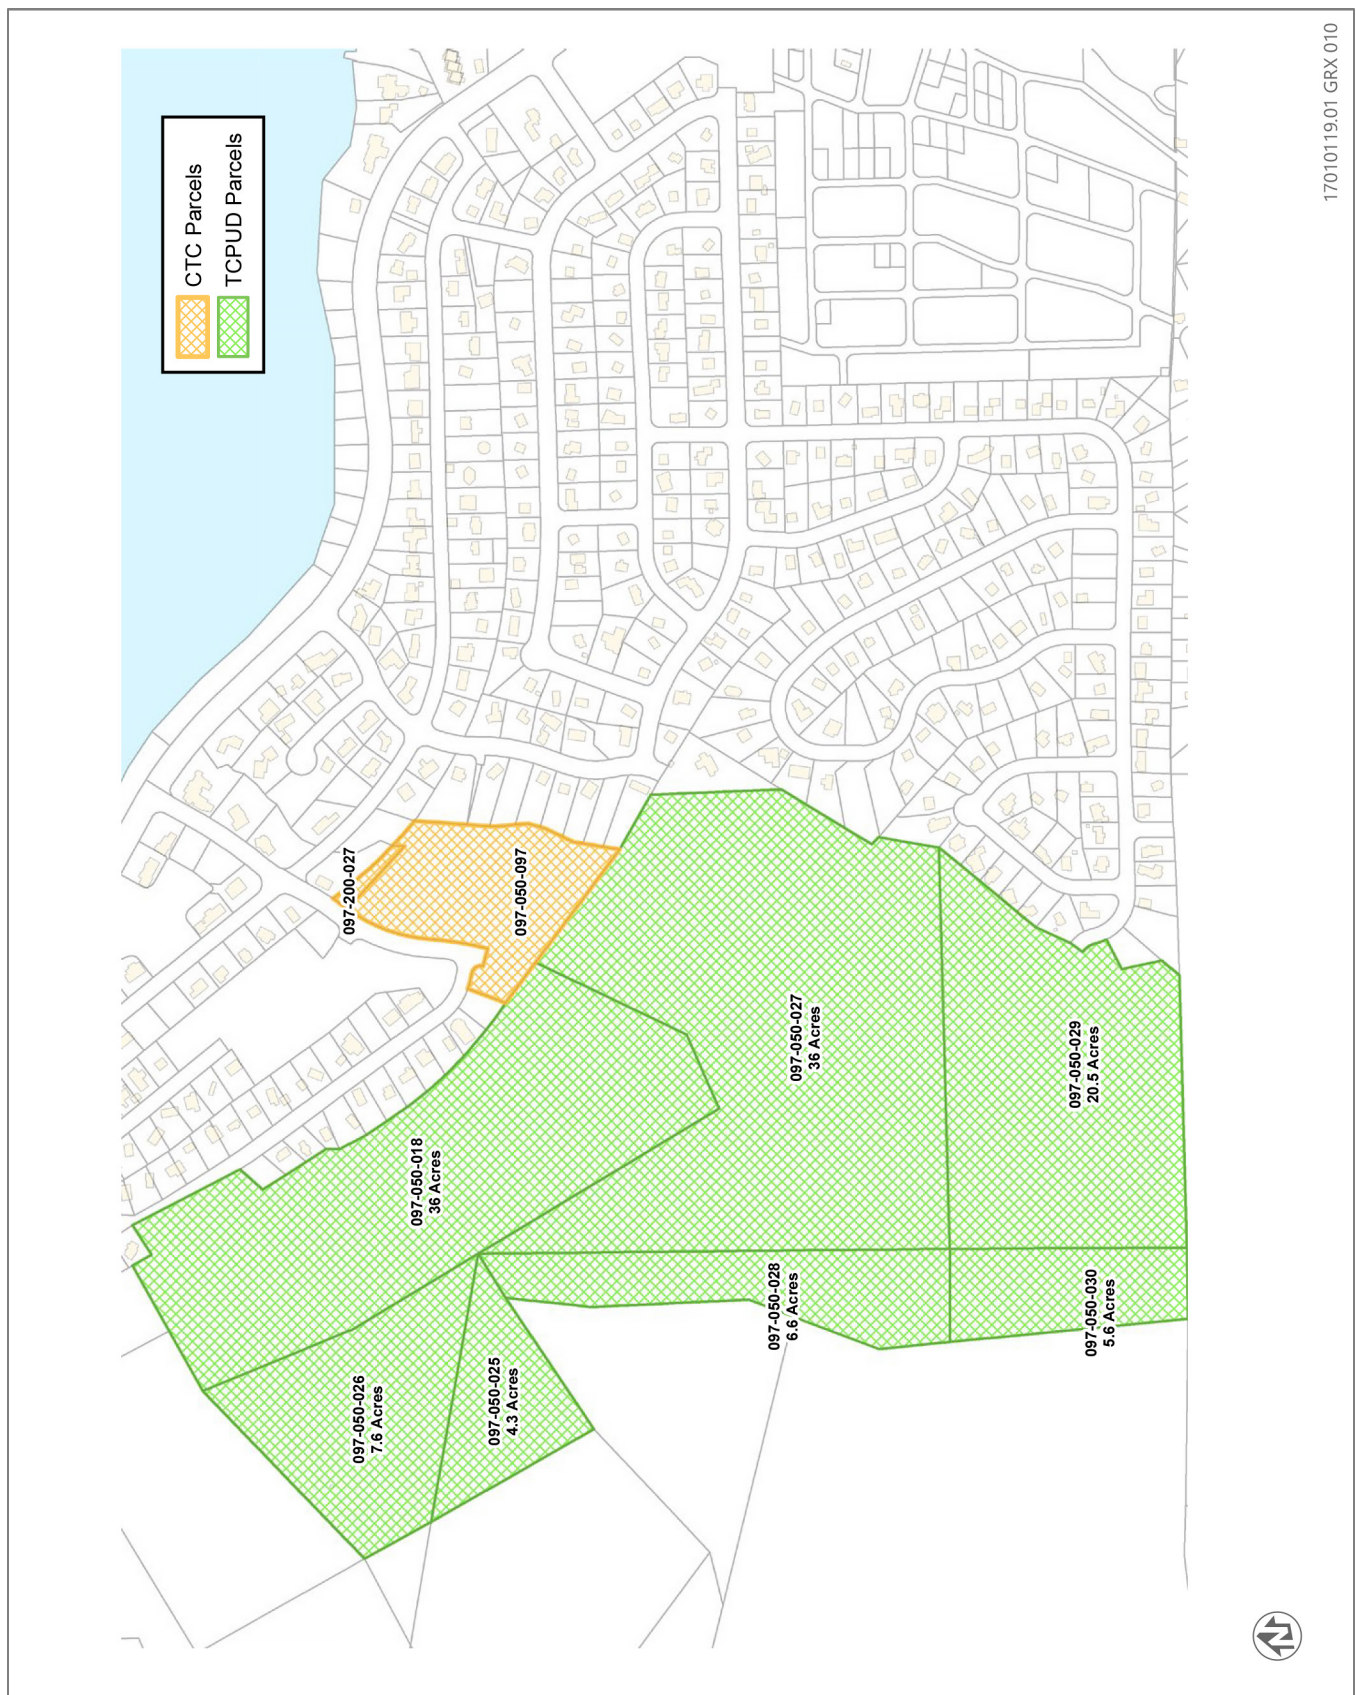 17010119.01 GRX 010
CTC Parcels
TCPUD Parcels
097-200-027
097-050-097
097-050-018
36 Acres
097-050-027
36 Acres
097-050-029
20.5 Acres
097-050-028
6.6 Acres
097-050-030
5.6 Acres
097-050-026
7.6 Acres
097-050-025
4.3 Acres
N